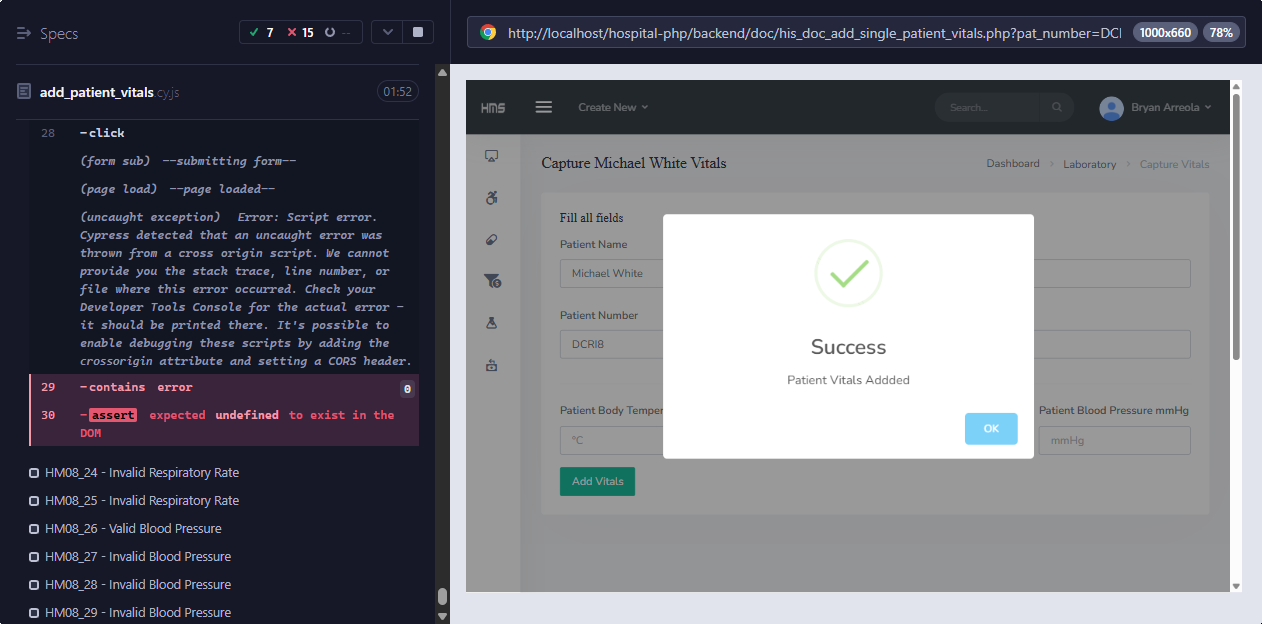 Specs
7 15 --
add_patient_vitals.cy.js 01:52
28 -click
(form sub) --submitting form--
(page load) --page loaded--
(uncaught exception) Error: Script error.
Cypress detected that an uncaught error was
thrown from a cross origin script. We cannot
provide you the stack trace, line number, or
file where this error occurred. Check your
Developer Tools Console for the actual error -
it should be printed there. It's possible to
enable debugging these scripts by adding the
crossorigin attribute and setting a CORS header.
29 -contains error 0
30 -assert expected undefined to exist in the
DOM
HM08_24 - Invalid Respiratory Rate
HM08_25 - Invalid Respiratory Rate
HM08_26 - Valid Blood Pressure
HM08_27 - Invalid Blood Pressure
HM08_28 - Invalid Blood Pressure
HM08_29 - Invalid Blood Pressure
http://localhost/hospital-php/backend/doc/his_doc_add_single_patient_vitals.php?pat_number=DCI 1000x660 78%
HMS Create New Search... Bryan Arreola
Capture Michael White Vitals Dashboard Laboratory Capture Vitals
Fill all fields
Patient Name
Michael White
Patient Number
DCRI8
Patient Body Temper Patient Blood Pressure mmHg
°C mmHg
Add Vitals
Success
Patient Vitals Addded
OK